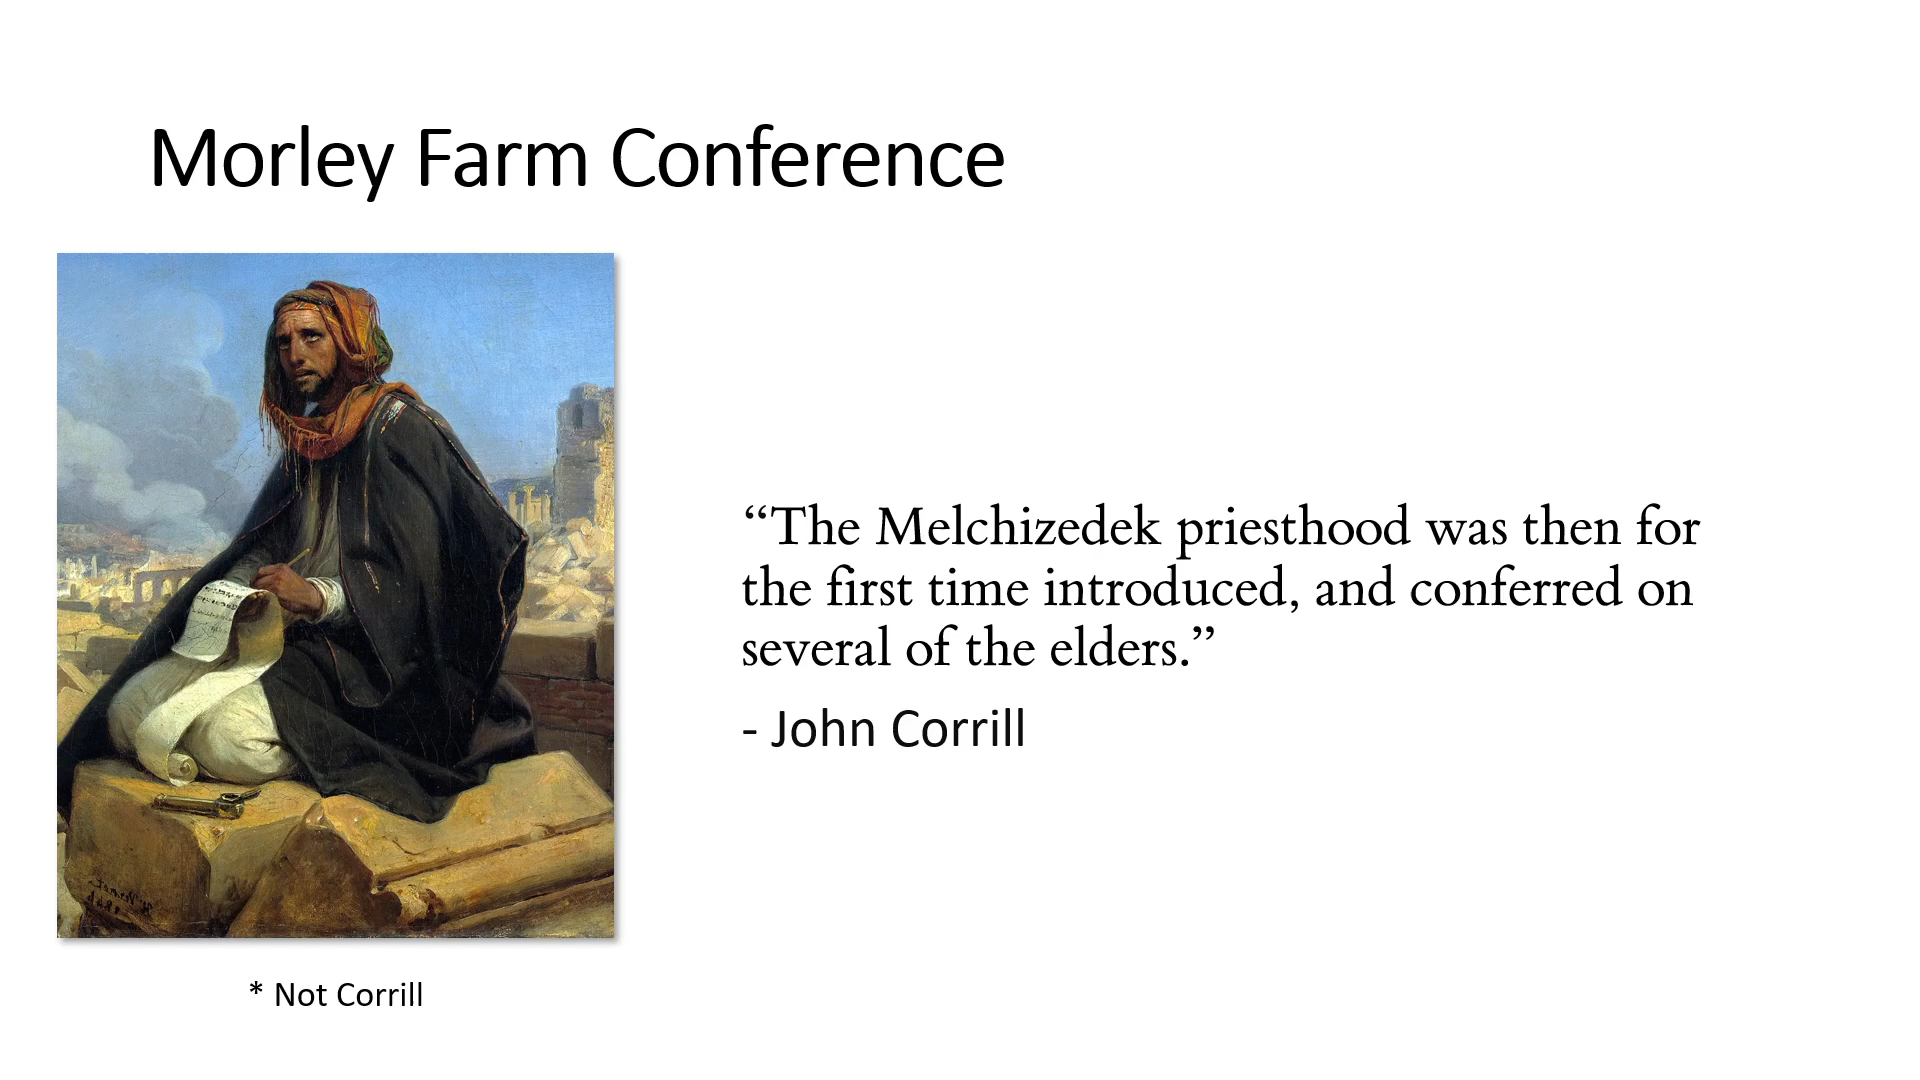 Morley Farm Conference
“The Melchizedek priesthood was then for
the first time introduced, and conferred on
several of the elders.”
- John Corrill
* Not Corrill